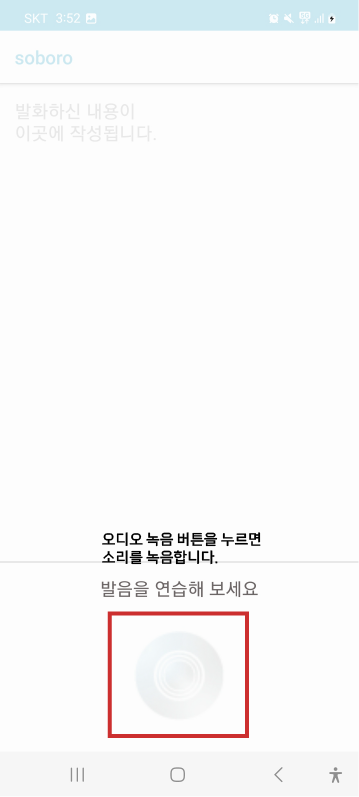 SKT 3:52
soboro
발화하신 내용이
이곳에 작성됩니다.
오디오 녹음 버튼을 누르면
소리를 녹음합니다.
발음을 연습해 보세요